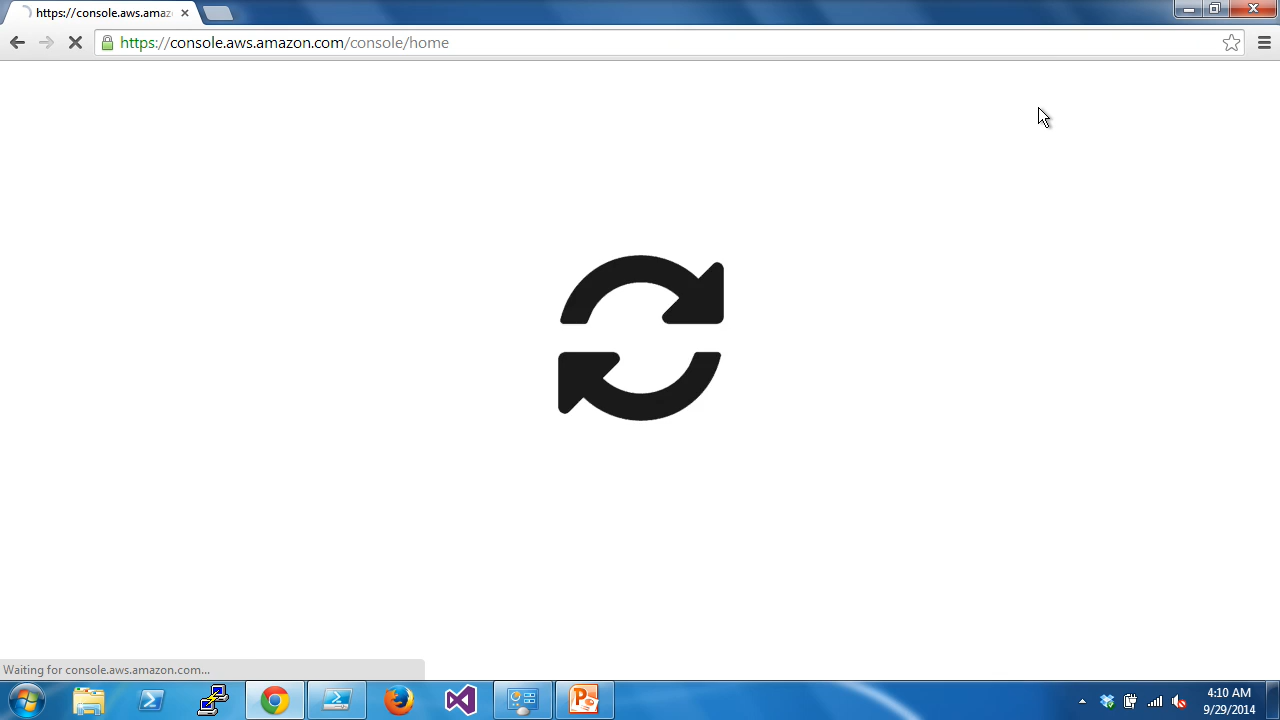 https://console.aws.amaz
https://console.aws.amazon.com/console/home
Waiting for console.aws.amazon.com...
4:10 AM
9/29/2014